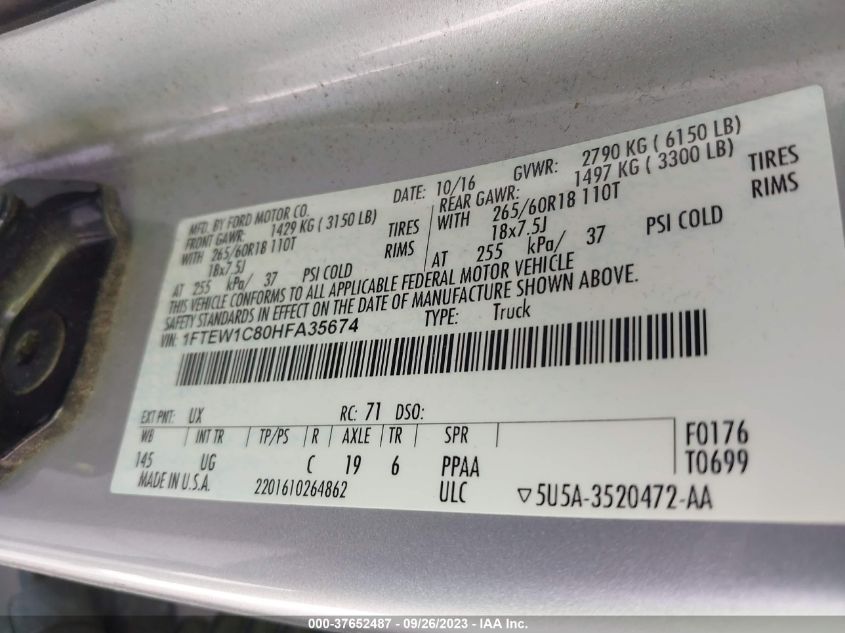 MFD. BY FORD MOTOR CO.
DATE: 10/16 GVWR: 2790 KG ( 6150 LB)
FRONT GAWR: 1429 KG ( 3150 LB)
REAR GAWR: 1497 KG ( 3300 LB)
WITH 265/60R18 110T TIRES
WITH 265/60R18 110T TIRES
18x7.5J RIMS
18x7.5J RIMS
AT 255 kPa/ 37 PSI COLD
AT 255 kPa/ 37 PSI COLD
THIS VEHICLE CONFORMS TO ALL APPLICABLE FEDERAL MOTOR VEHICLE
SAFETY STANDARDS IN EFFECT ON THE DATE OF MANUFACTURE SHOWN ABOVE.
VIN: 1FTEW1C80HFA35674 TYPE: Truck
EXT PNT: UX RC: 71 DSO:
WB INT TR TP/PS R AXLE TR SPR F0176
145 UG C 19 6 PPAA T0699
MADE IN U.S.A. 2201610264862 ULC ▽5U5A-3520472-AA
000-37652487 - 09/26/2023 - IAA Inc.